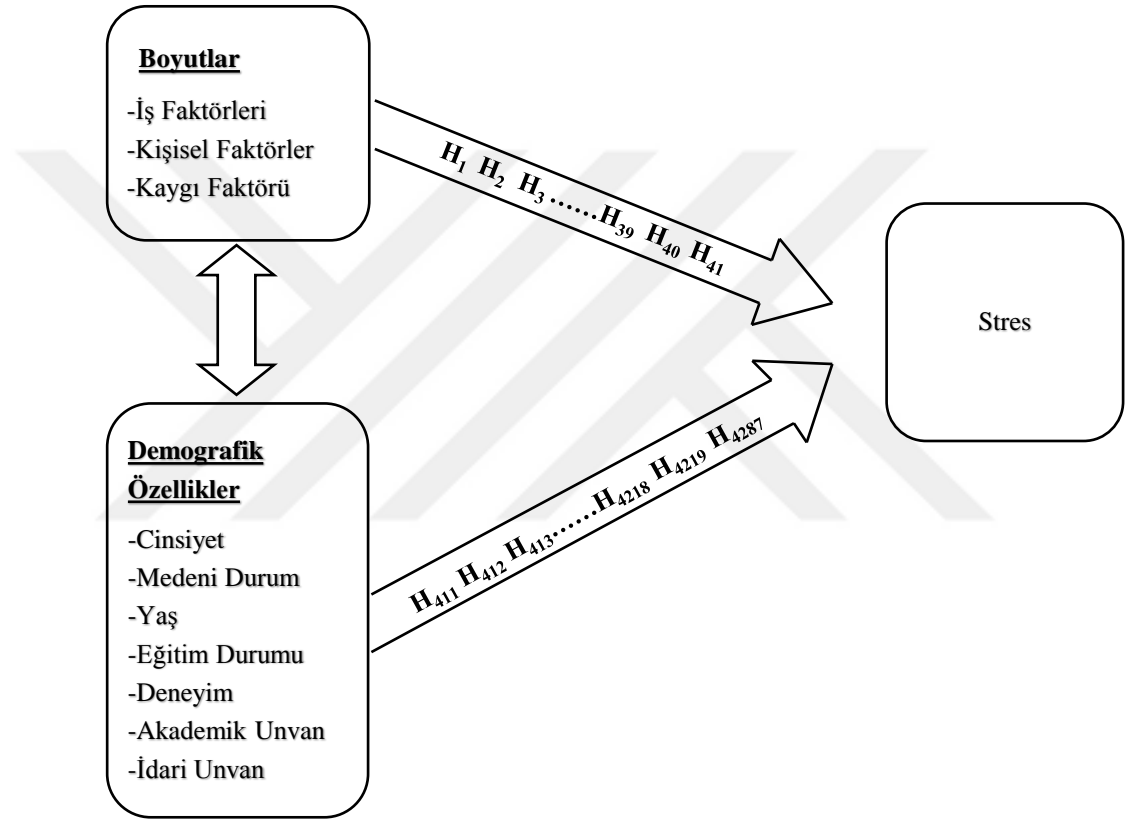 Boyutlar
-İş Faktörleri
-Kişisel Faktörler
-Kaygı Faktörü
H1 H2 H3......H39 H40 H41
Stres
Demografik
Özellikler
-Cinsiyet
-Medeni Durum
-Yaş
-Eğitim Durumu
-Deneyim
-Akademik Unvan
-İdari Unvan
H411 H412 H413......H4218 H4219 H4287